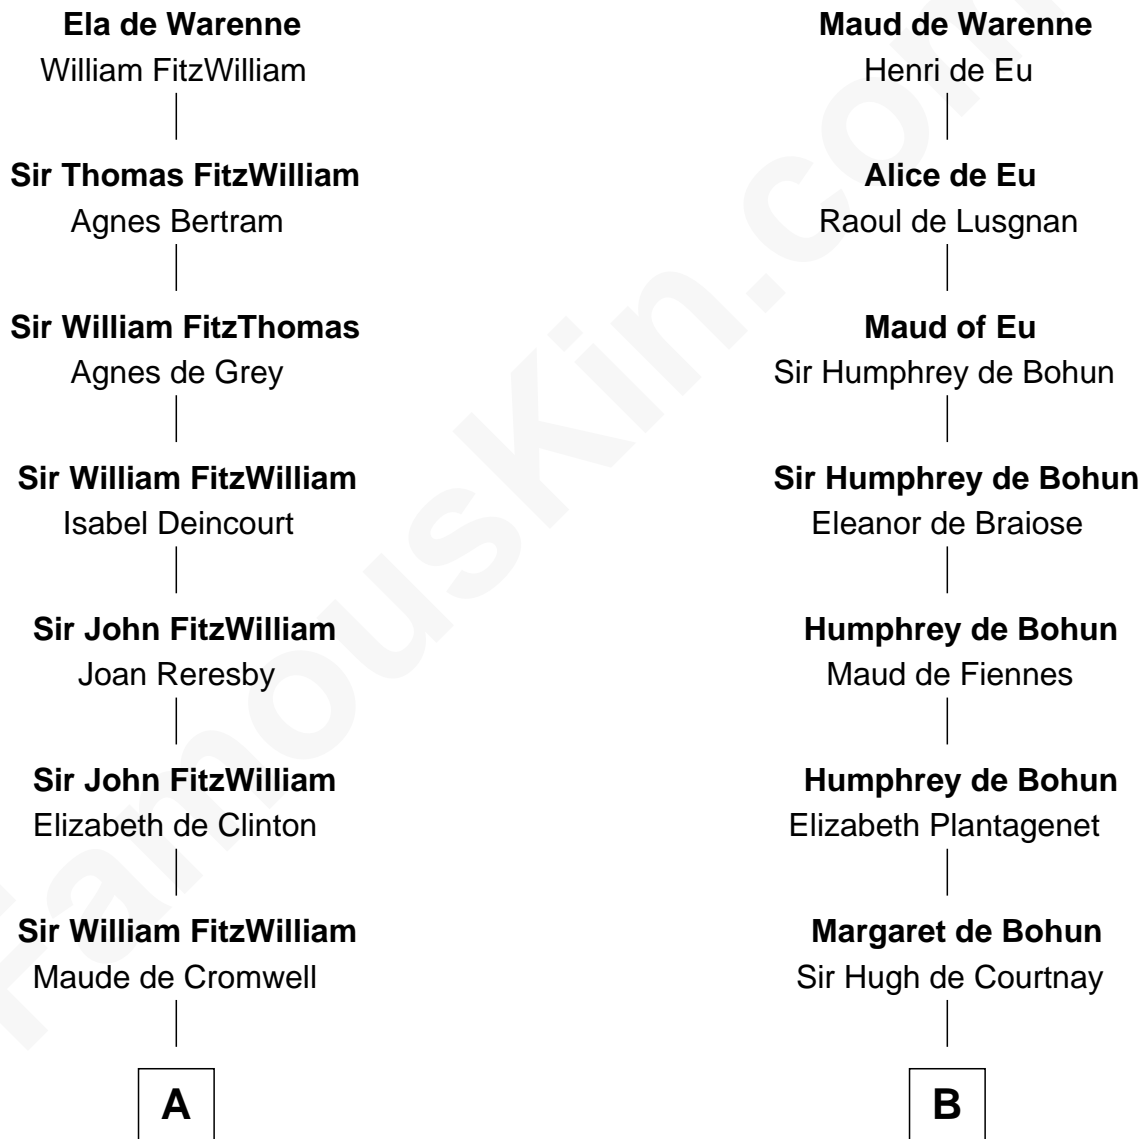 Ela de Warenne
William FitzWilliam
Sir Thomas FitzWilliam
Agnes Bertram
Sir William FitzThomas
Agnes de Grey
Sir William FitzWilliam
Isabel Deincourt
Sir John FitzWilliam
Joan Reresby
Sir John FitzWilliam
Elizabeth de Clinton
Sir William FitzWilliam
Maude de Cromwell
A
Maud de Warenne
Henri de Eu
Alice de Eu
Raoul de Lusgnan
Maud of Eu
Sir Humphrey de Bohun
Sir Humphrey de Bohun
Eleanor de Braiose
Humphrey de Bohun
Maud de Fiennes
Humphrey de Bohun
Elizabeth Plantagenet
Margaret de Bohun
Sir Hugh de Courtnay
B
FamousKin.com